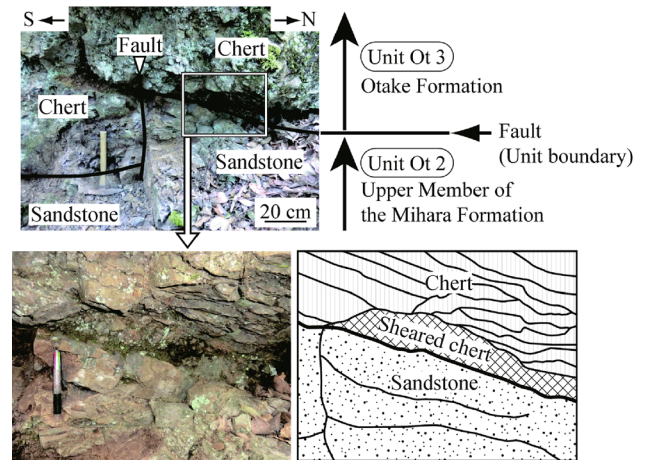 S
N
Fault
Chert
Chert
Sandstone
Sandstone
20 cm
Unit Ot 3
Otake Formation
Fault
(Unit boundary)
Unit Ot 2
Upper Member of
the Mihara Formation
Chert
Sheared chert
Sandstone